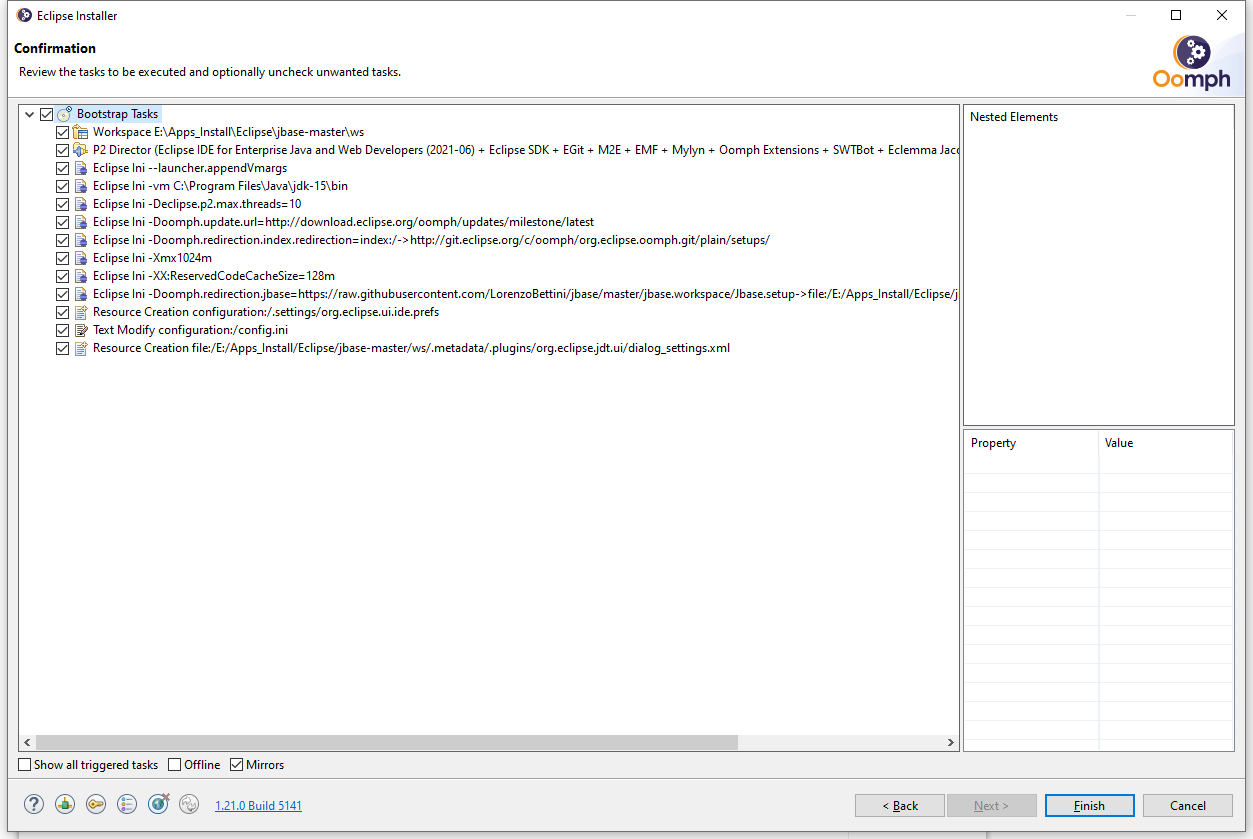 Eclipse Installer
Confirmation
Review the tasks to be executed and optionally uncheck unwanted tasks.
Oomph
Bootstrap Tasks
Workspace E:\Apps_Install\Eclipse\jbase-master\ws
P2 Director (Eclipse IDE for Enterprise Java and Web Developers (2021-06) + Eclipse SDK + EGit + M2E + EMF + Mylyn + Oomph Extensions + SWTBot + Eclemma Jaco
Eclipse Ini --launcher.appendVmargs
Eclipse Ini -vm C:\Program Files\Java\jdk-15\bin
Eclipse Ini -Declipse.p2.max.threads=10
Eclipse Ini -Doomph.update.url=http://download.eclipse.org/oomph/updates/milestone/latest
Eclipse Ini -Doomph.redirection.index.redirection=index:/->http://git.eclipse.org/c/oomph/org.eclipse.oomph.git/plain/setups/
Eclipse Ini -Xmx1024m
Eclipse Ini -XX:ReservedCodeCacheSize=128m
Eclipse Ini -Doomph.redirection.jbase=https://raw.githubusercontent.com/LorenzoBettini/jbase/master/jbase.workspace/Jbase.setup->file:/E:/Apps_Install/Eclipse/j
Resource Creation configuration:/.settings/org.eclipse.ui.ide.prefs
Text Modify configuration:/config.ini
Resource Creation file:/E:/Apps_Install/Eclipse/jbase-master/ws/.metadata/.plugins/org.eclipse.jdt.ui/dialog_settings.xml
Nested Elements
Property Value
Show all triggered tasks Offline Mirrors
1.21.0 Build 5141
< Back Next > Finish Cancel